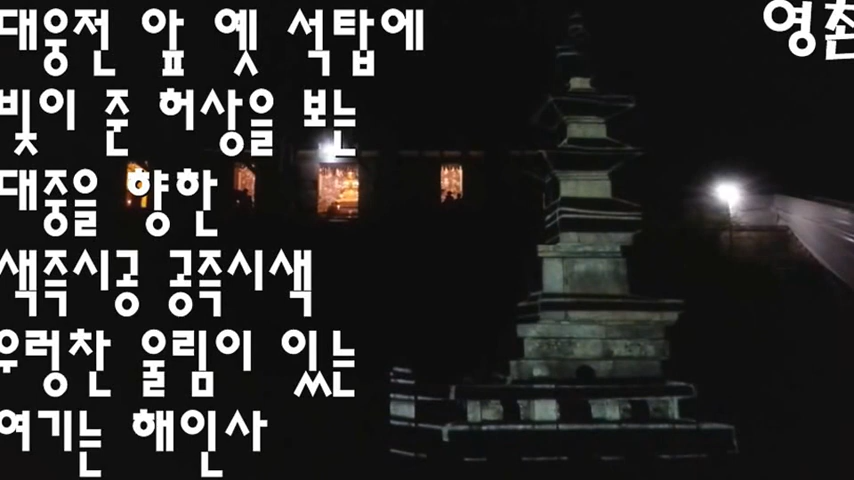 대웅전 앞 옛 석탑에
빛이 준 허상을 보는
대중을 향한
색즉시공 공즉시색
우렁찬 울림이 있는
여기는 해인사
영천